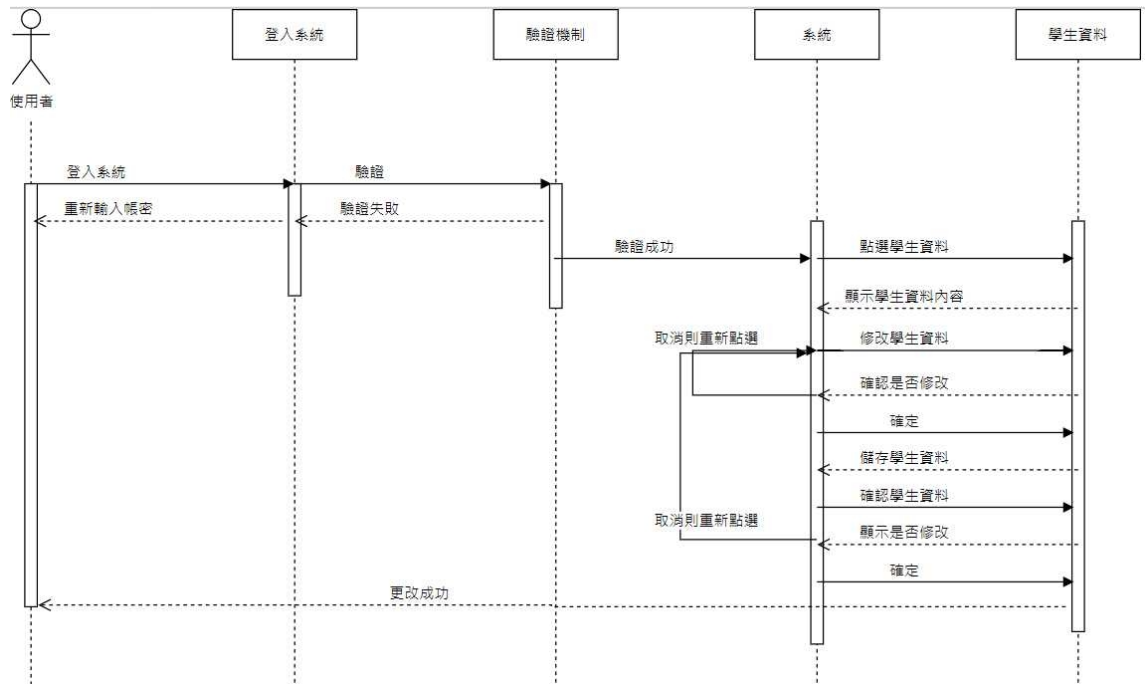 登入系統
驗證機制
系統
學生資料
使用者
登入系統
驗證
重新輸入帳密
驗證失敗
驗證成功
點選學生資料
顯示學生資料內容
取消則重新點選
修改學生資料
確認是否修改
確定
儲存學生資料
確認學生資料
取消則重新點選
顯示是否修改
確定
更改成功